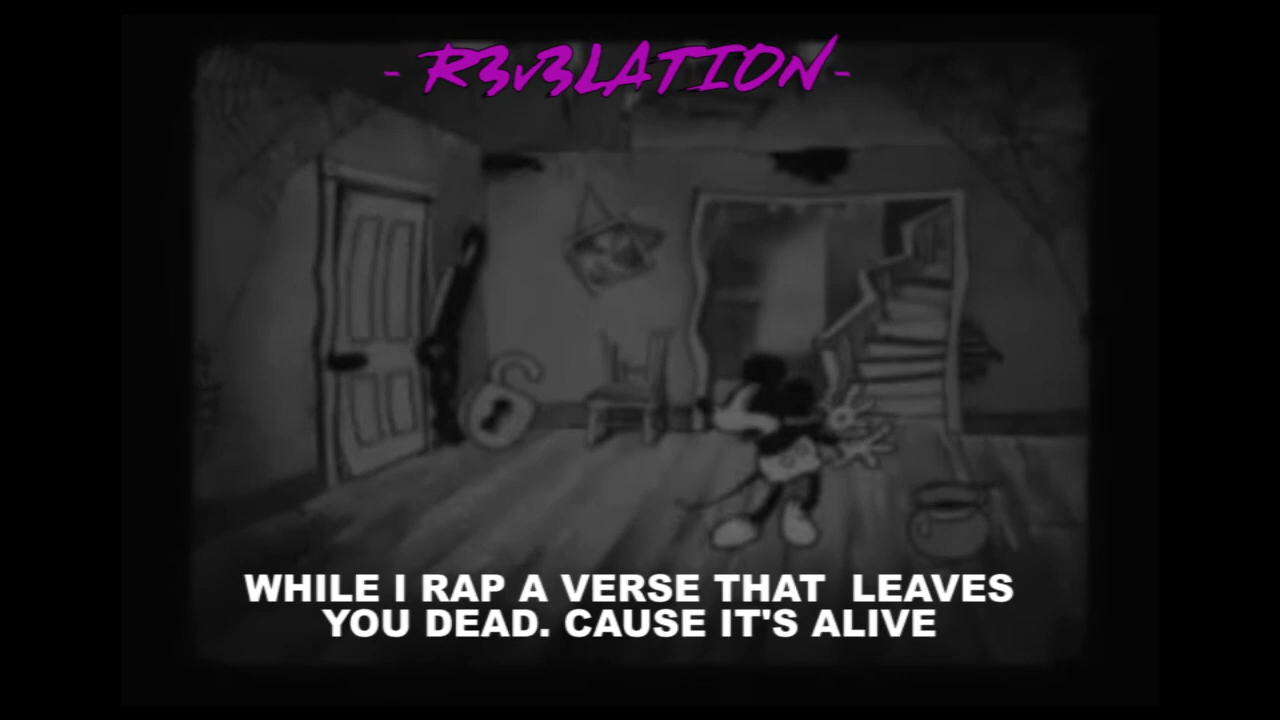 - R3V3LATION -
WHILE I RAP A VERSE THAT  LEAVES
YOU DEAD. CAUSE IT'S ALIVE